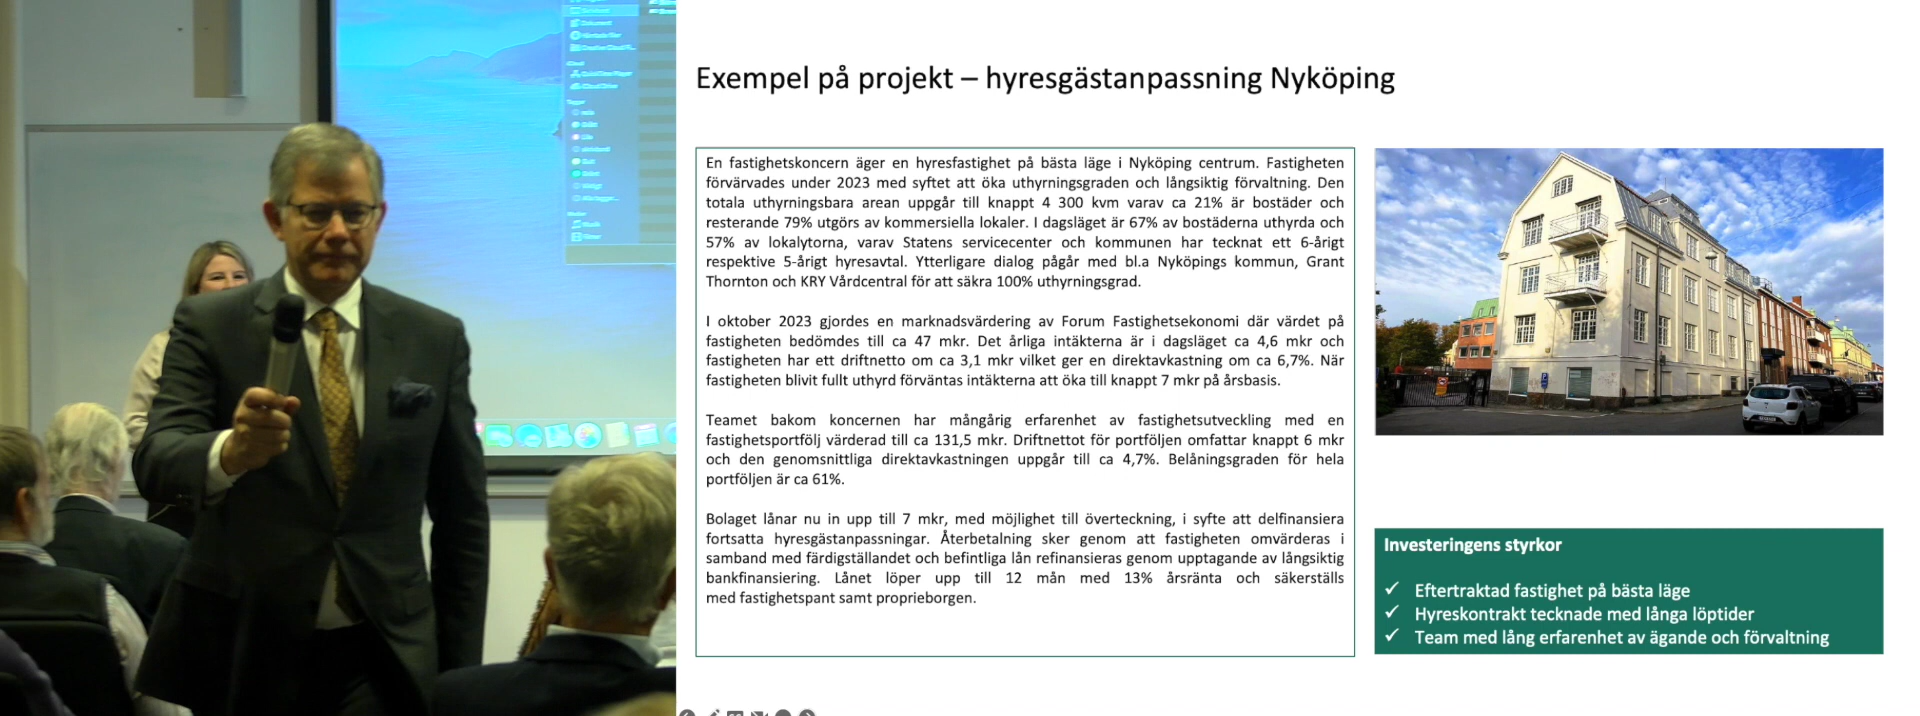 Exempel på projekt – hyresgästanpassning Nyköping
En fastighetskoncern äger en hyresfastighet på bästa läge i Nyköping centrum. Fastigheten
förvärvades under 2023 med syftet att öka uthyrningsgraden och långsiktig förvaltning. Den
totala uthyrningsbara arean uppgår till knappt 4 300 kvm varav ca 21% är bostäder och
resterande 79% utgörs av kommersiella lokaler. I dagsläget är 67% av bostäderna uthyrda och
57% av lokalytorna, varav Statens servicecenter och kommunen har tecknat ett 6-årigt
respektive 5-årigt hyresavtal. Ytterligare dialog pågår med bl.a Nyköpings kommun, Grant
Thornton och KRY Vårdcentral för att säkra 100% uthyrningsgrad.
I oktober 2023 gjordes en marknadsvärdering av Forum Fastighetsekonomi där värdet på
fastigheten bedömdes till ca 47 mkr. Det årliga intäkterna är i dagsläget ca 4,6 mkr och
fastigheten har ett driftnetto om ca 3,1 mkr vilket ger en direktavkastning om ca 6,7%. När
fastigheten blivit fullt uthyrd förväntas intäkterna att öka till knappt 7 mkr på årsbasis.
Teamet bakom koncernen har mångårig erfarenhet av fastighetsutveckling med en
fastighetsportfölj värderad till ca 131,5 mkr. Driftnettot för portföljen omfattar knappt 6 mkr
och den genomsnittliga direktavkastningen uppgår till ca 4,7%. Belåningsgraden för hela
portföljen är ca 61%.
Bolaget lånar nu in upp till 7 mkr, med möjlighet till överteckning, i syfte att delfinansiera
fortsatta hyresgästanpassningar. Återbetalning sker genom att fastigheten omvärderas i
samband med färdigställandet och befintliga lån refinansieras genom upptagande av långsiktig
bankfinansiering. Lånet löper upp till 12 mån med 13% årsränta och säkerställs
med fastighetspant samt proprieborgen.
Investeringens styrkor
✓ Eftertraktad fastighet på bästa läge
✓ Hyreskontrakt tecknade med långa löptider
✓ Team med lång erfarenhet av ägande och förvaltning